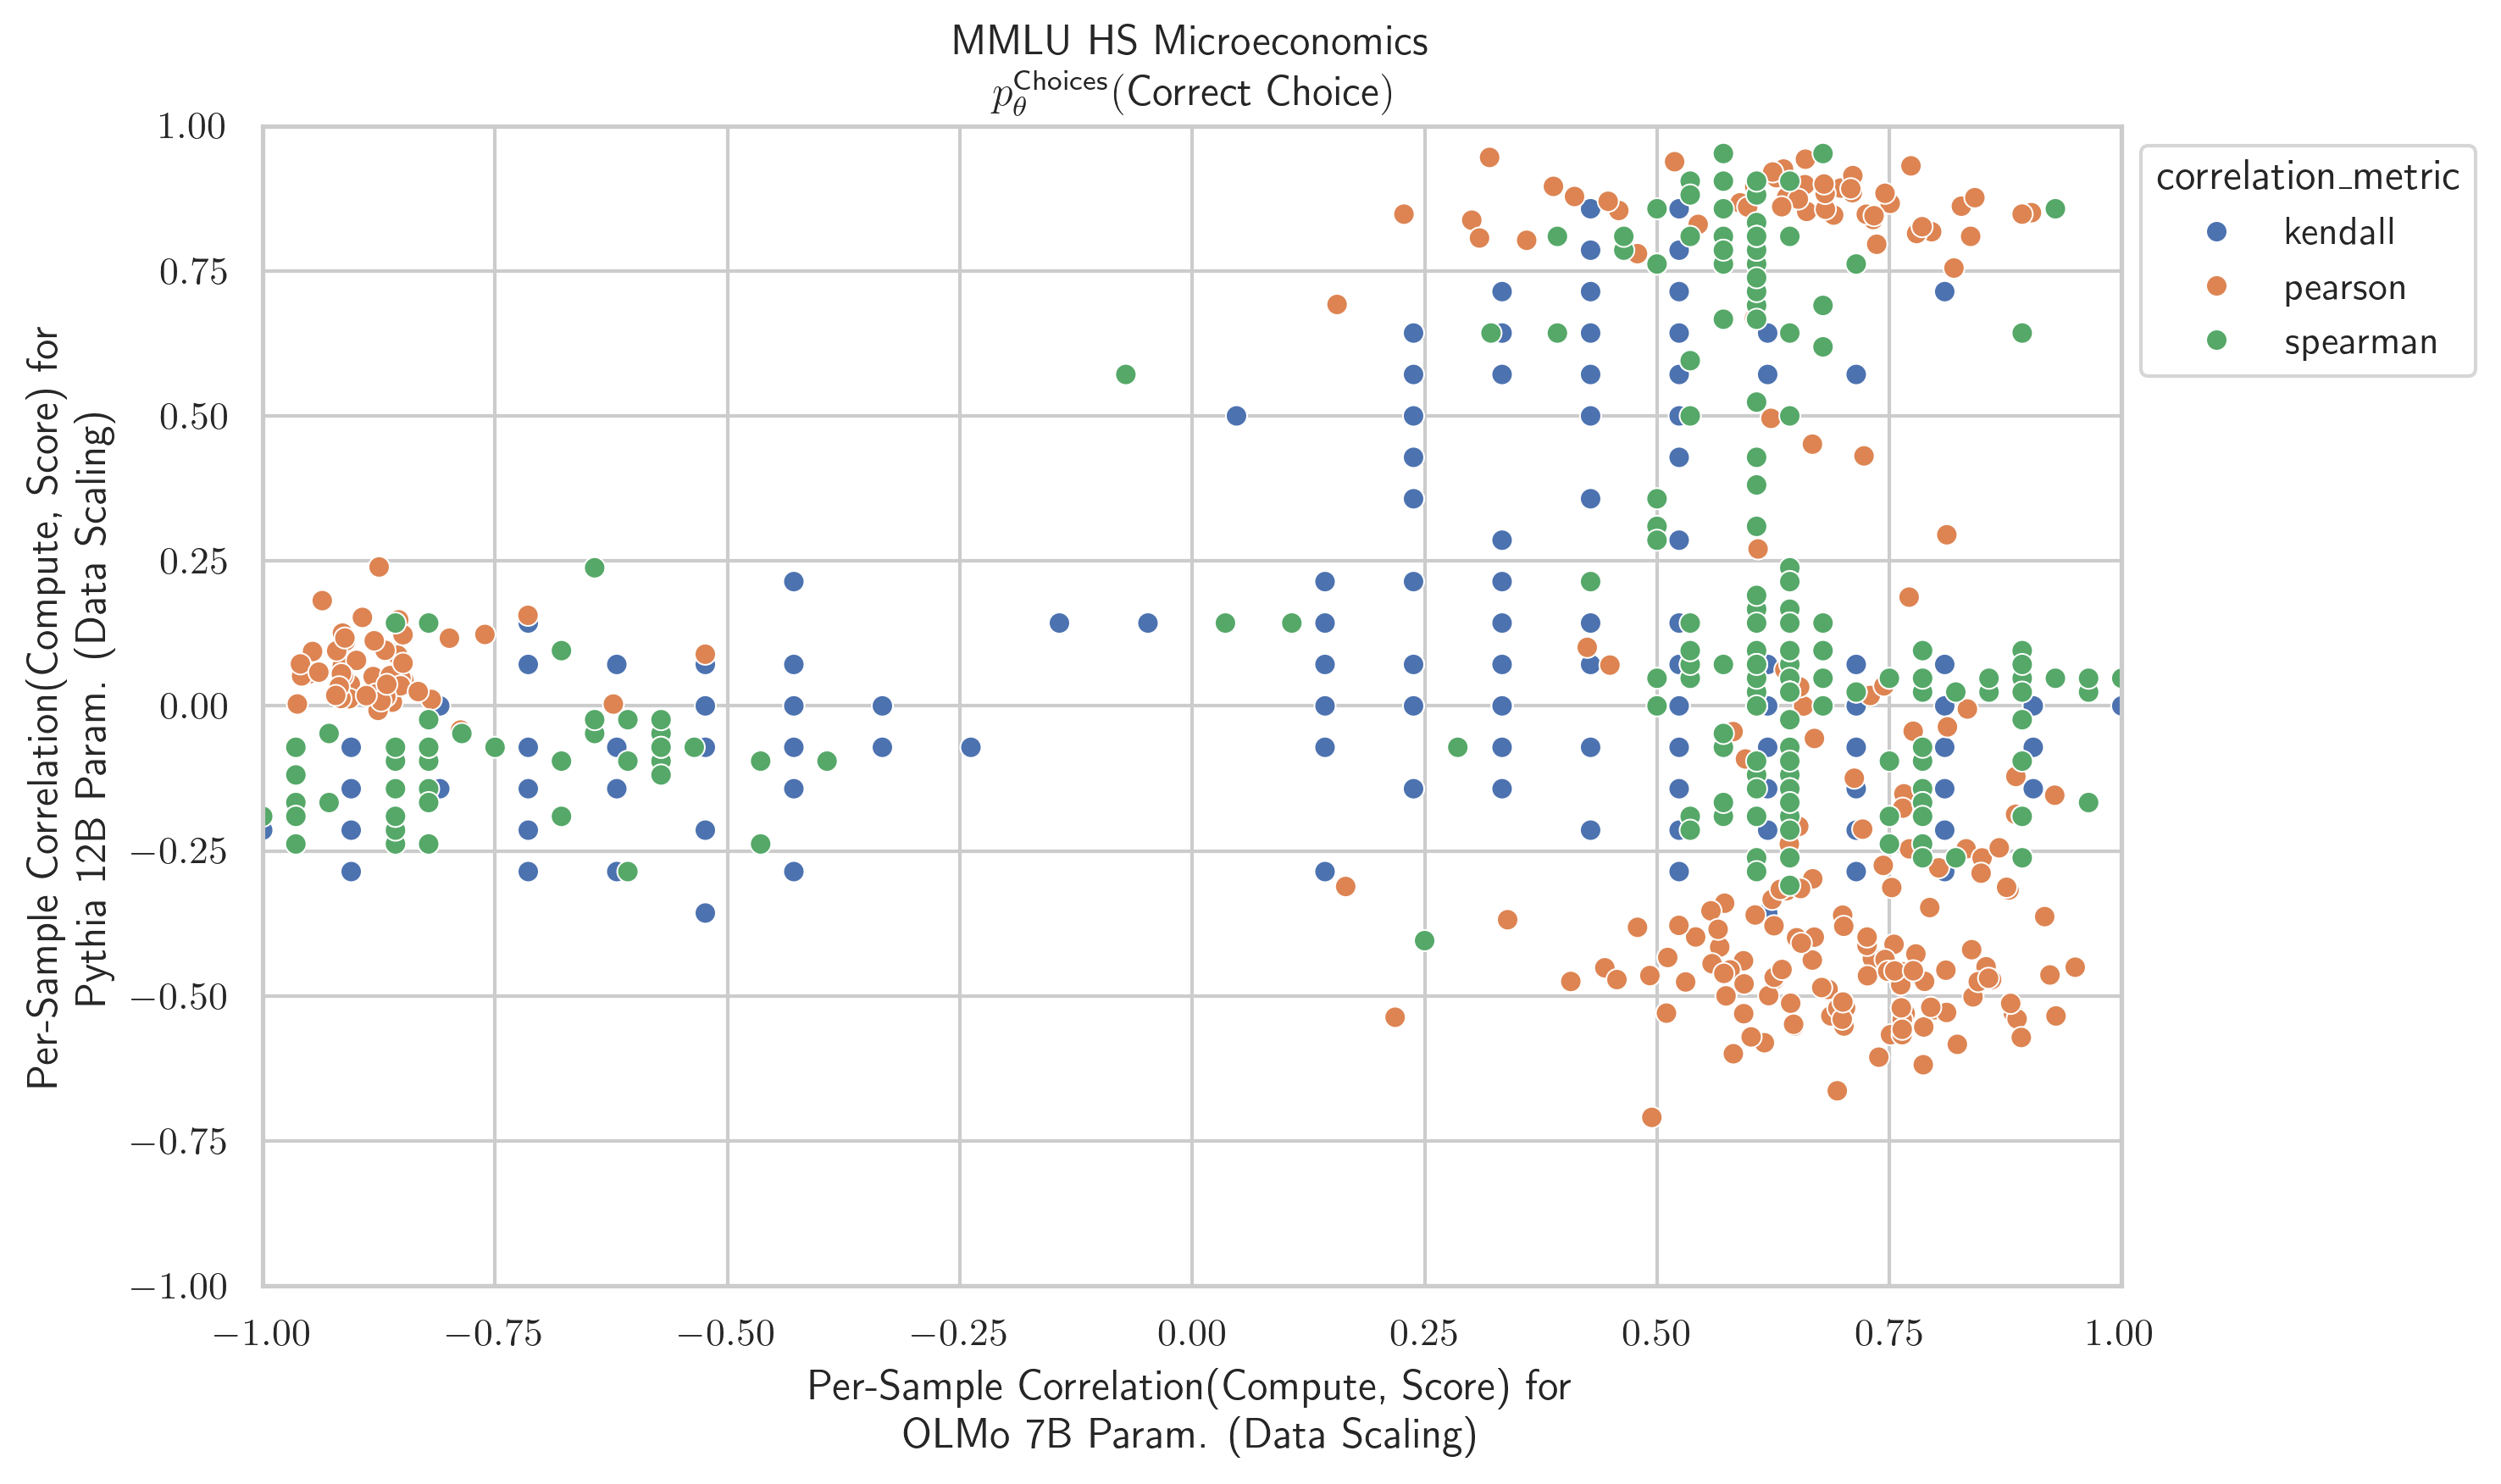 MMLU HS Microeconomics
p_θ^Choices(Correct Choice)
1.00
0.75
0.50
0.25
0.00
−0.25
−0.50
−0.75
−1.00
Per-Sample Correlation(Compute, Score) for
Pythia 12B Param. (Data Scaling)
correlation_metric
kendall
pearson
spearman
−1.00
−0.75
−0.50
−0.25
0.00
0.25
0.50
0.75
1.00
Per-Sample Correlation(Compute, Score) for
OLMo 7B Param. (Data Scaling)